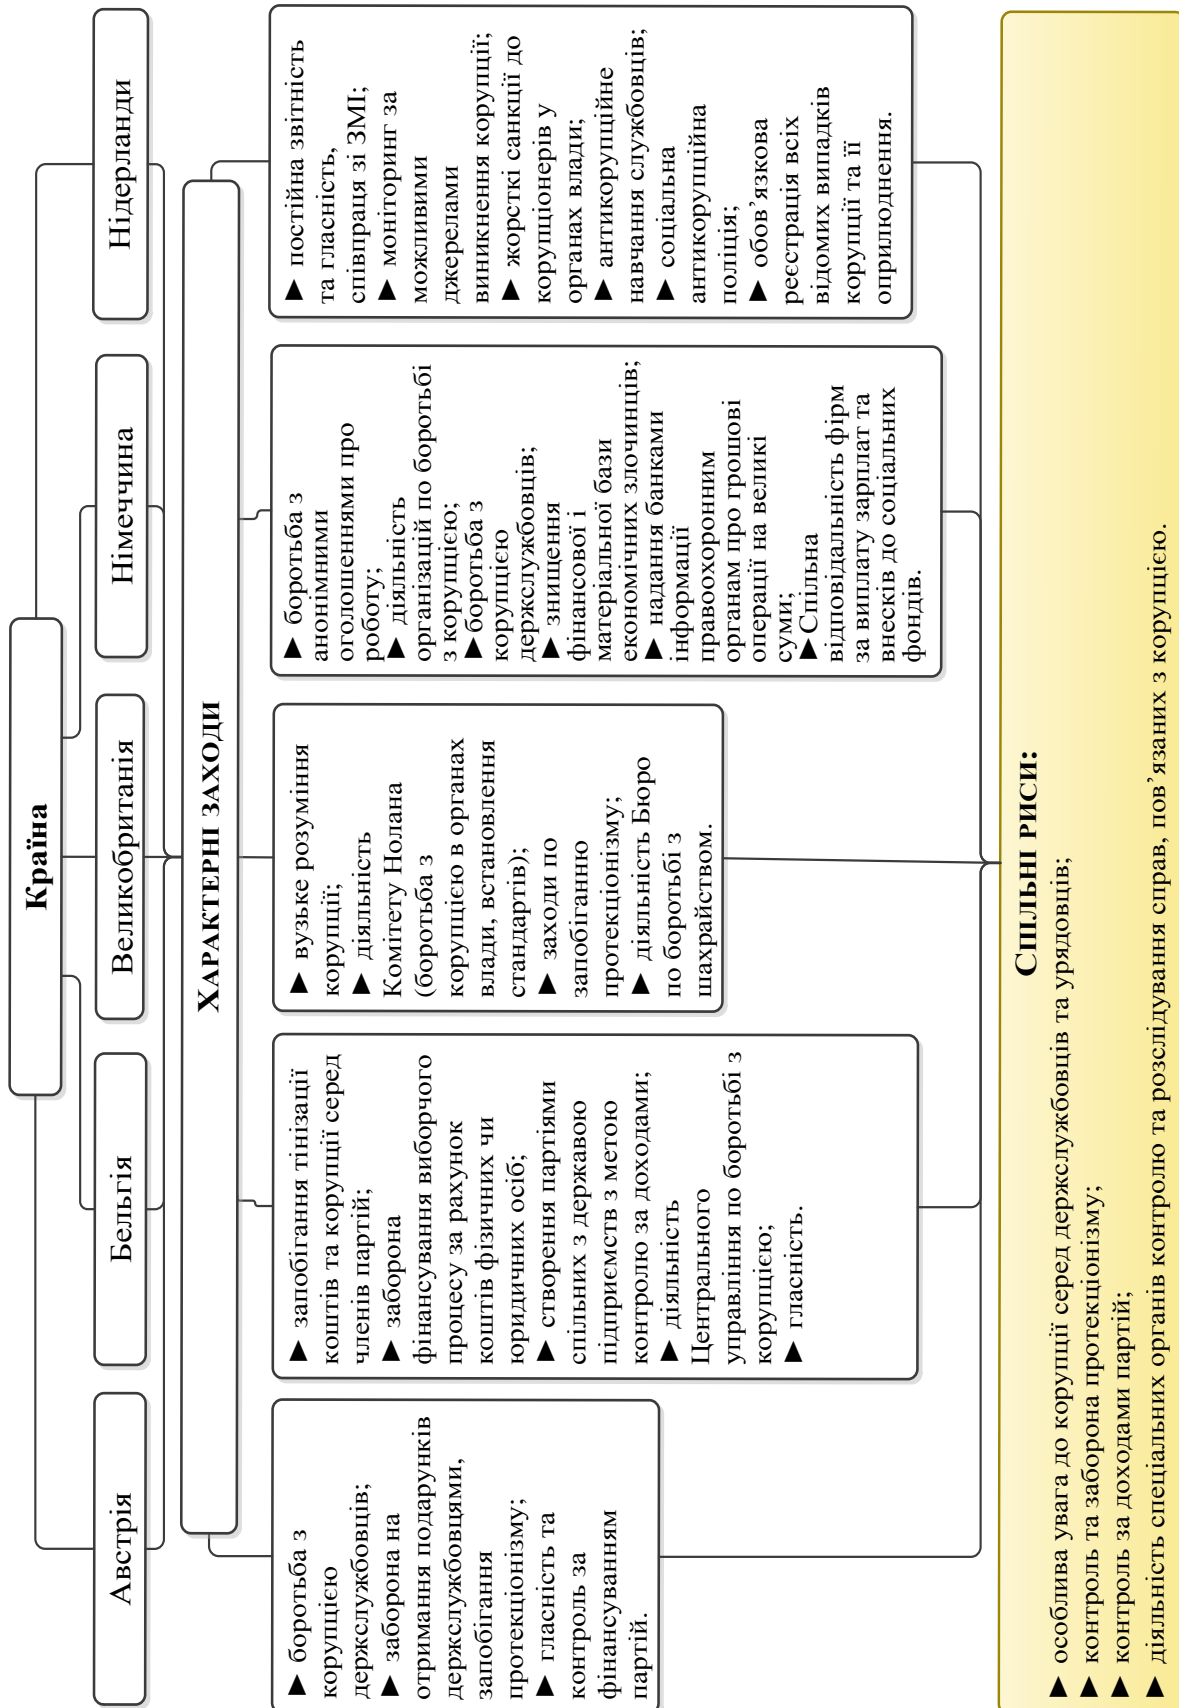 Країна
Австрія
Бельгія
Великобританія
Німеччина
Нідерланди
ХАРАКТЕРНІ ЗАХОДИ
► боротьба з
корупцією
держслужбовців;
► заборона на
отримання подарунків
держслужбовцями,
запобігання
протекціонізму;
► гласність та
контроль за
фінансуванням
партій.
► запобігання тінізації
коштів та корупції серед
членів партій;
► заборона
фінансування виборчого
процесу за рахунок
коштів фізичних чи
юридичних осіб;
► створення партіями
спільних з державою
підприємств з метою
контролю за доходами;
► діяльність
Центрального
управління по боротьбі з
корупцією;
► гласність.
► вузьке розуміння
корупції;
► діяльність
Комітету Нолана
(боротьба з
корупцією в органах
влади, встановлення
стандартів);
► заходи по
запобіганню
протекціонізму;
► діяльність Бюро
по боротьбі з
шахрайством.
► боротьба з
анонімними
оголошеннями про
роботу;
► діяльність
організацій по боротьбі
з корупцією;
► боротьба з
корупцією
держслужбовців;
► знищення
фінансової і
матеріальної бази
економічних злочинців;
► надання банками
інформації
правоохоронним
органам про грошові
операції на великі
суми;
►Спільна
відповідальність фірм
за виплату зарплат та
внесків до соціальних
фондів.
► постійна звітність
та гласність,
співпраця зі ЗМІ;
► моніторинг за
можливими
джерелами
виникнення корупції;
► жорсткі санкції до
корупціонерів у
органах влади;
► антикорупційне
навчання службовців;
► соціальна
антикорупційна
поліція;
► обов’язкова
реєстрація всіх
відомих випадків
корупції та її
оприлюднення.
СПІЛЬНІ РИСИ:
► особлива увага до корупції серед держслужбовців та урядовців;
► контроль та заборона протекціонізму;
► контроль за доходами партій;
► діяльність спеціальних органів контролю та розслідування справ, пов’язаних з корупцією.